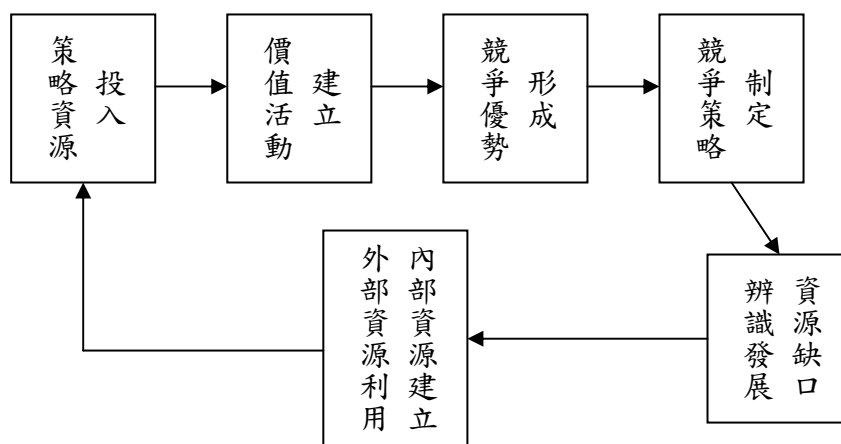 投入
策略資源
建立
價值活動
形成
競爭優勢
制定
競爭策略
資源缺口
辨識發展
內部資源建立
外部資源利用